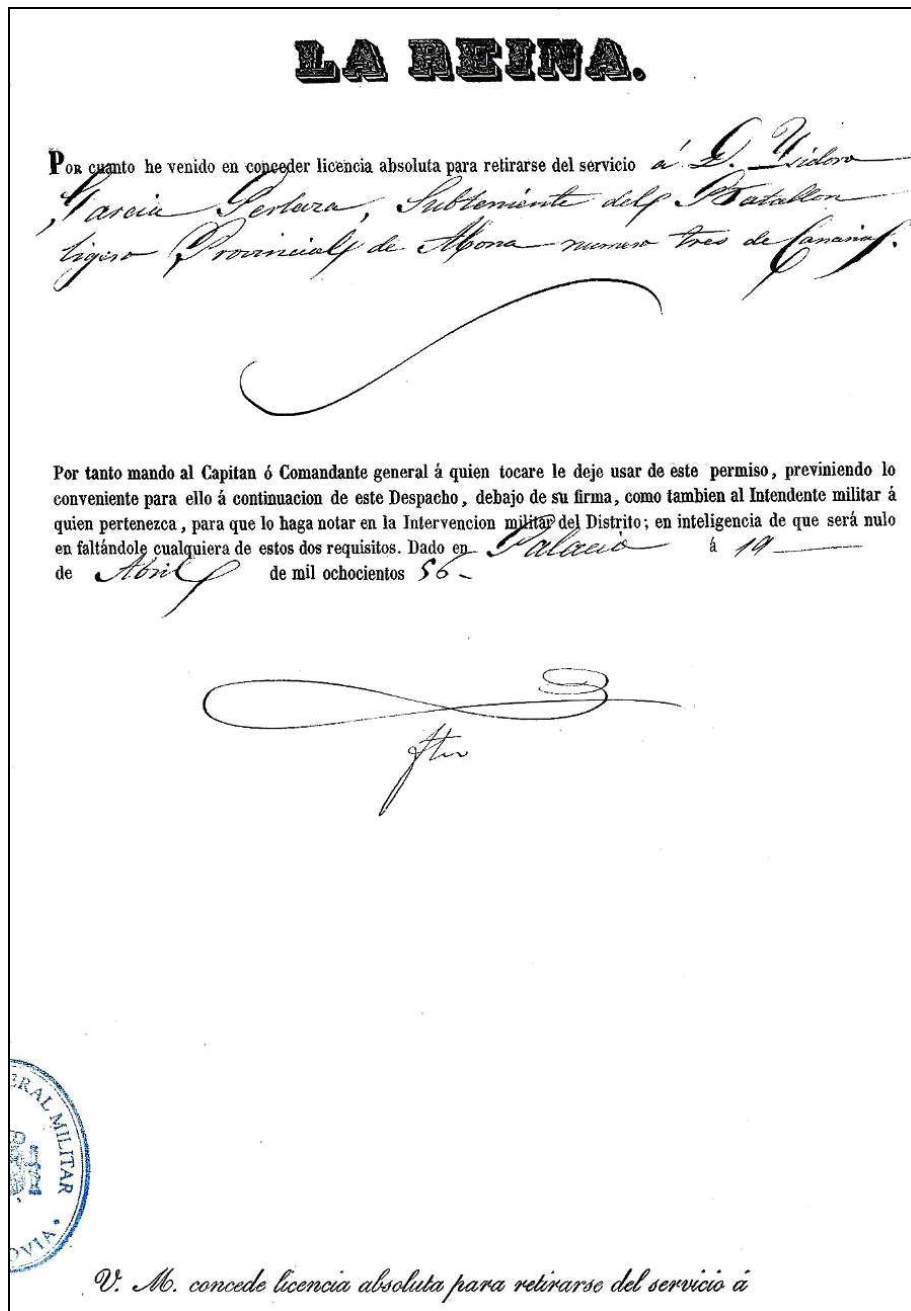 LA REINA.
POR cuanto he venido en conceder licencia absoluta para retirarse del servicio á D. Ysidoro
Garcia Perlaza, Subteniente del Batallon
ligero Provincial de Abona numero tres de Canarias.
Por tanto mando al Capitan ó Comandante general á quien tocare le deje usar de este permiso, previniendo lo
conveniente para ello á continuacion de este Despacho, debajo de su firma, como tambien al Intendente militar á
quien pertenezca, para que lo haga notar en la Intervencion militar del Distrito; en inteligencia de que será nulo
en faltándole cualquiera de estos dos requisitos. Dado en Palacio á 19
de Abril de mil ochocientos 56
ERAL MILITAR
V. M. concede licencia absoluta para retirarse del servicio á